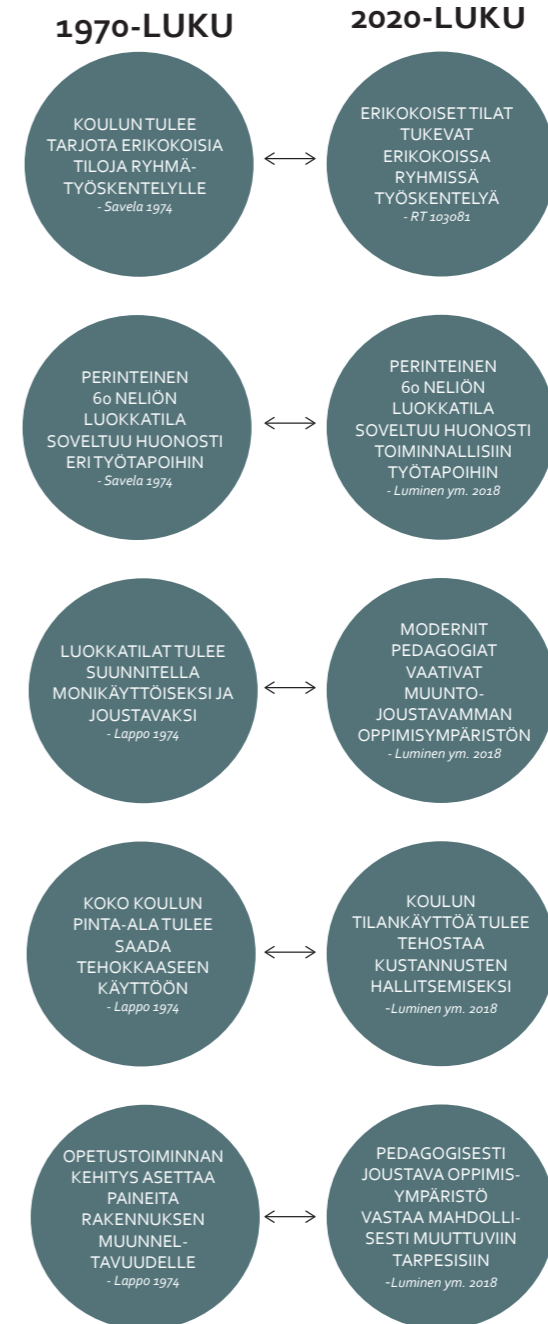 1970-LUKU
2020-LUKU
KOULUN TULEE
TARJOTA ERIKOKOISIA
TILOJA RYHMÄ-
TYÖSKENTELYLLE
- Savela 1974
ERIKOKOISET TILAT
TUKEVAT
ERIKOKOISSA
RYHMISSÄ
TYÖSKENTELYÄ
- RT 103081
PERINTEINEN
60 NELIÖN
LUOKKATILA
SOVELTUU HUONOSTI
ERI TYÖTAPOIHIN
- Savela 1974
PERINTEINEN
60 NELIÖN
LUOKKATILA
SOVELTUU HUONOSTI
TOIMINNALLISIIN
TYÖTAPOIHIN
- Luminen ym. 2018
LUOKKATILAT TULEE
SUUNNITELLA
MONIKÄYTTÖISEKSI JA
JOUSTAVAKSI
- Lappo 1974
MODERNIT
PEDAGOGIAT
VAATIVAT
MUUNTO-
JOUSTAVAMMAN
OPPIMISYMPÄRISTÖN
- Luminen ym. 2018
KOKO KOULUN
PINTA-ALA TULEE
SAADA
TEHOKKAASEEN
KÄYTTÖÖN
- Lappo 1974
KOULUN
TILANKÄYTTÖÄ TULEE
TEHOSTAA
KUSTANNUSTEN
HALLITSEMISEKSI
-Luminen ym. 2018
OPETUSTOIMINNAN
KEHITYS ASETTAA
PAINEITA
RAKENNUKSEN
MUUNNEL-
TAVUUDELLE
- Lappo 1974
PEDAGOGISESTI
JOUSTAVA OPPIMIS-
YMPÄRISTÖ
VASTAA MAHDOLLI-
SESTI MUUTTUVIIN
TARPESISIIN
-Luminen ym. 2018